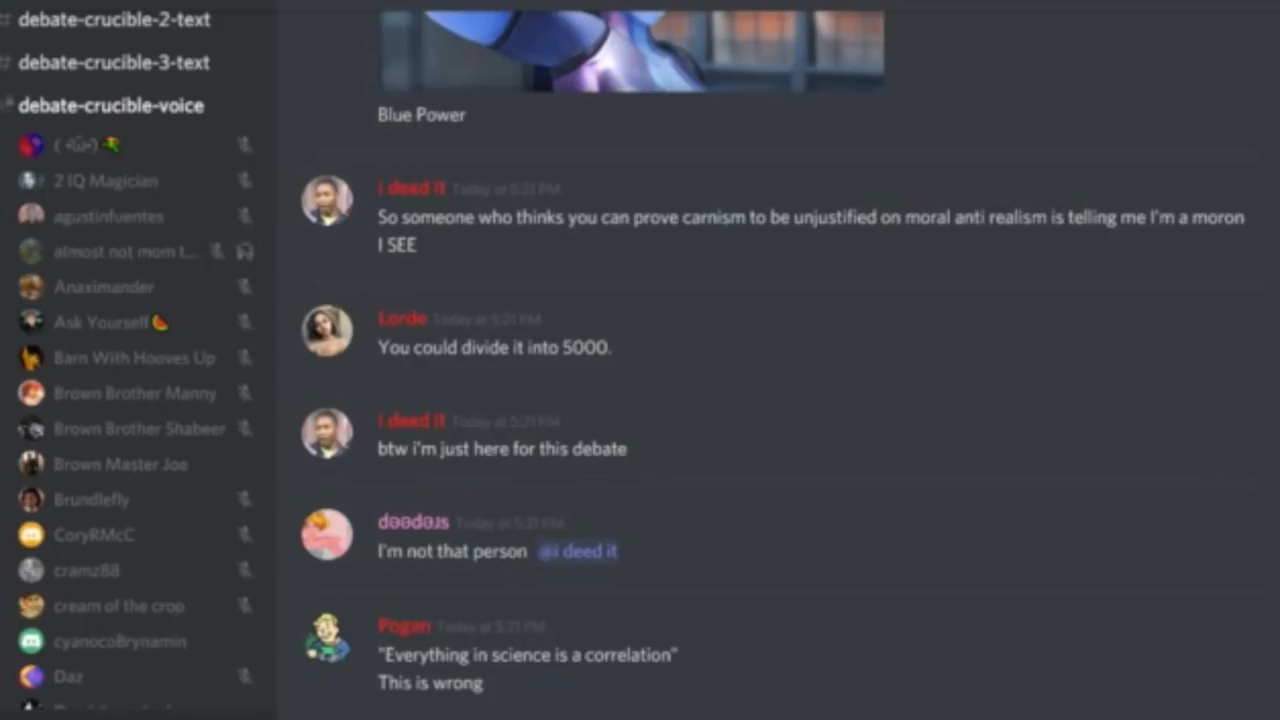 debate-crucible-2-text
debate-crucible-3-text
debate-crucible-voice
2 IQ Magician
agustinfuentes
almost not mom t...
Anaximander
Ask Yourself🍉
Barn With Hooves Up
Brown Brother Manny
Brown Brother Shabeer
Brown Master Joe
Brundlefly
CoryRMcC
cramz88
cream of the crop
cyanocoBrynamin
Daz
Blue Power
i deed it Today at 5:21 PM
So someone who thinks you can prove carnism to be unjustified on moral anti realism is telling me I'm a moron
I SEE
Lorde Today at 5:21 PM
You could divide it into 5000.
i deed it Today at 5:21 PM
btw i'm just here for this debate
dəədəɹs Today at 5:21 PM
I'm not that person @i deed it
Pogan Today at 5:21 PM
"Everything in science is a correlation"
This is wrong